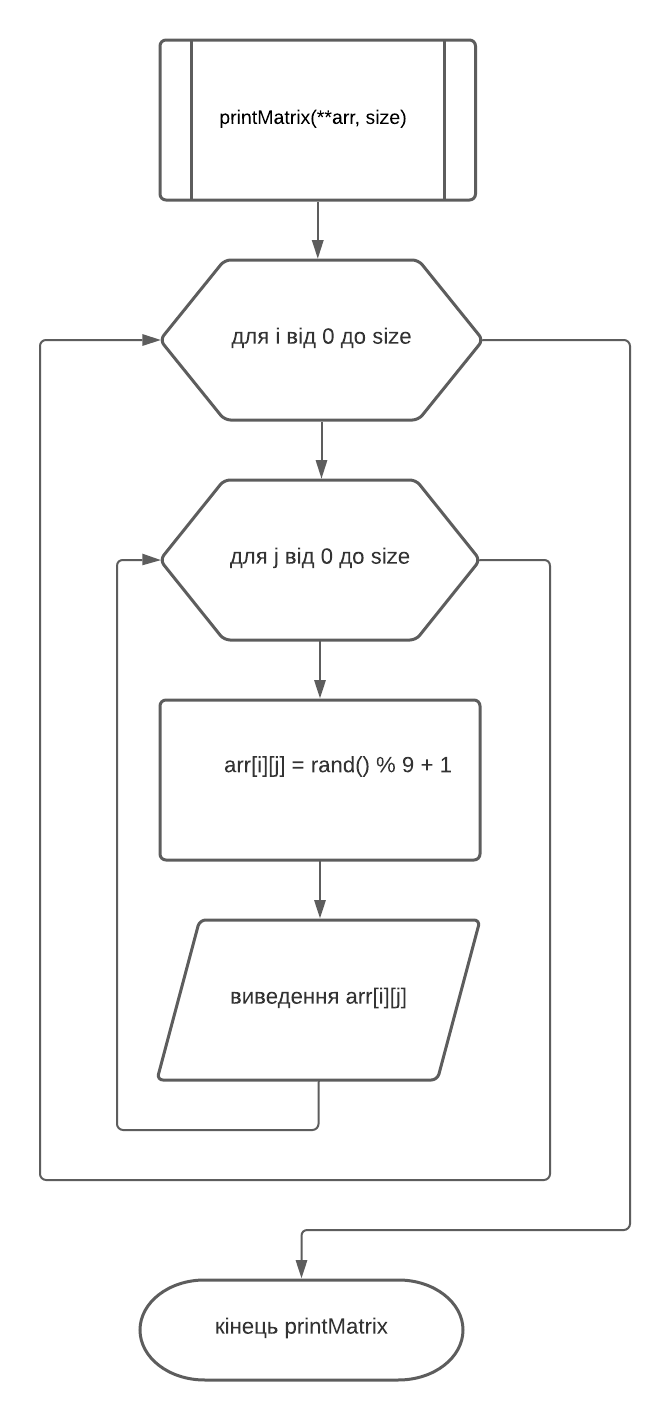 printMatrix(**arr, size)
для i від 0 до size
для j від 0 до size
arr[i][j] = rand() % 9 + 1
виведення arr[i][j]
кінець printMatrix